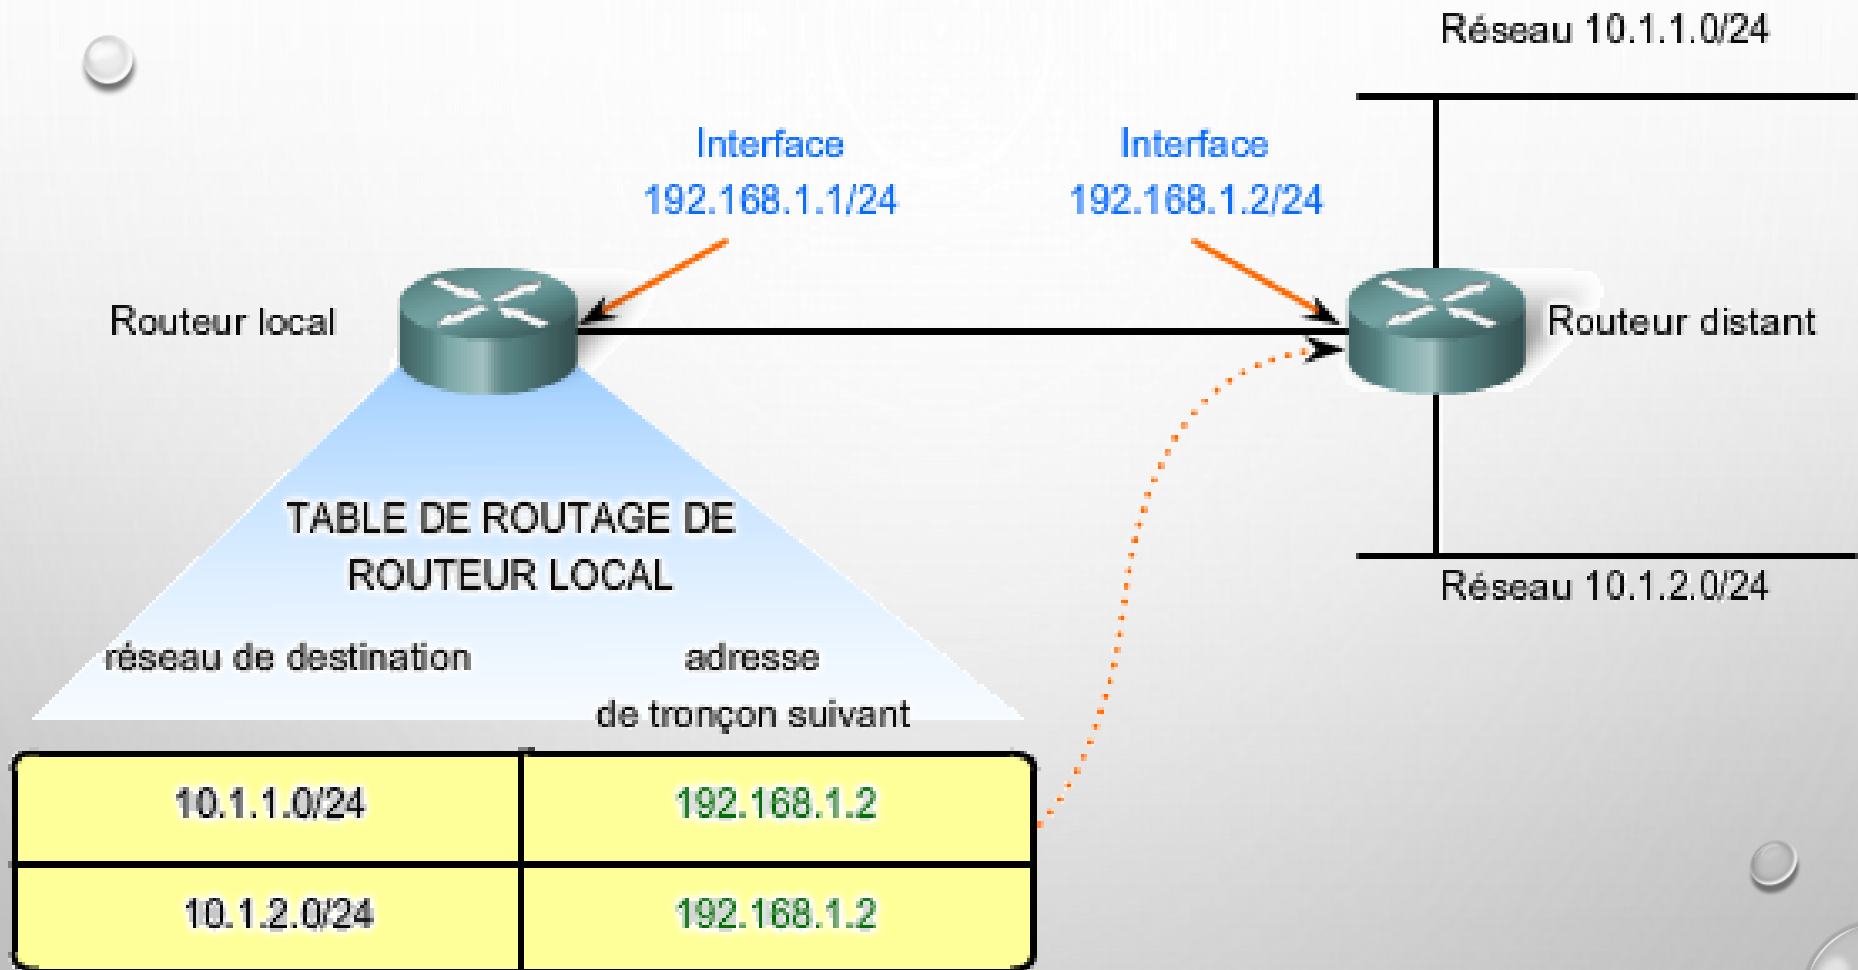 Réseau 10.1.1.0/24
Interface
192.168.1.1/24
Interface
192.168.1.2/24
Routeur local
Routeur distant
TABLE DE ROUTAGE DE
ROUTEUR LOCAL
Réseau 10.1.2.0/24
réseau de destination
adresse
de tronçon suivant
10.1.1.0/24
192.168.1.2
10.1.2.0/24
192.168.1.2